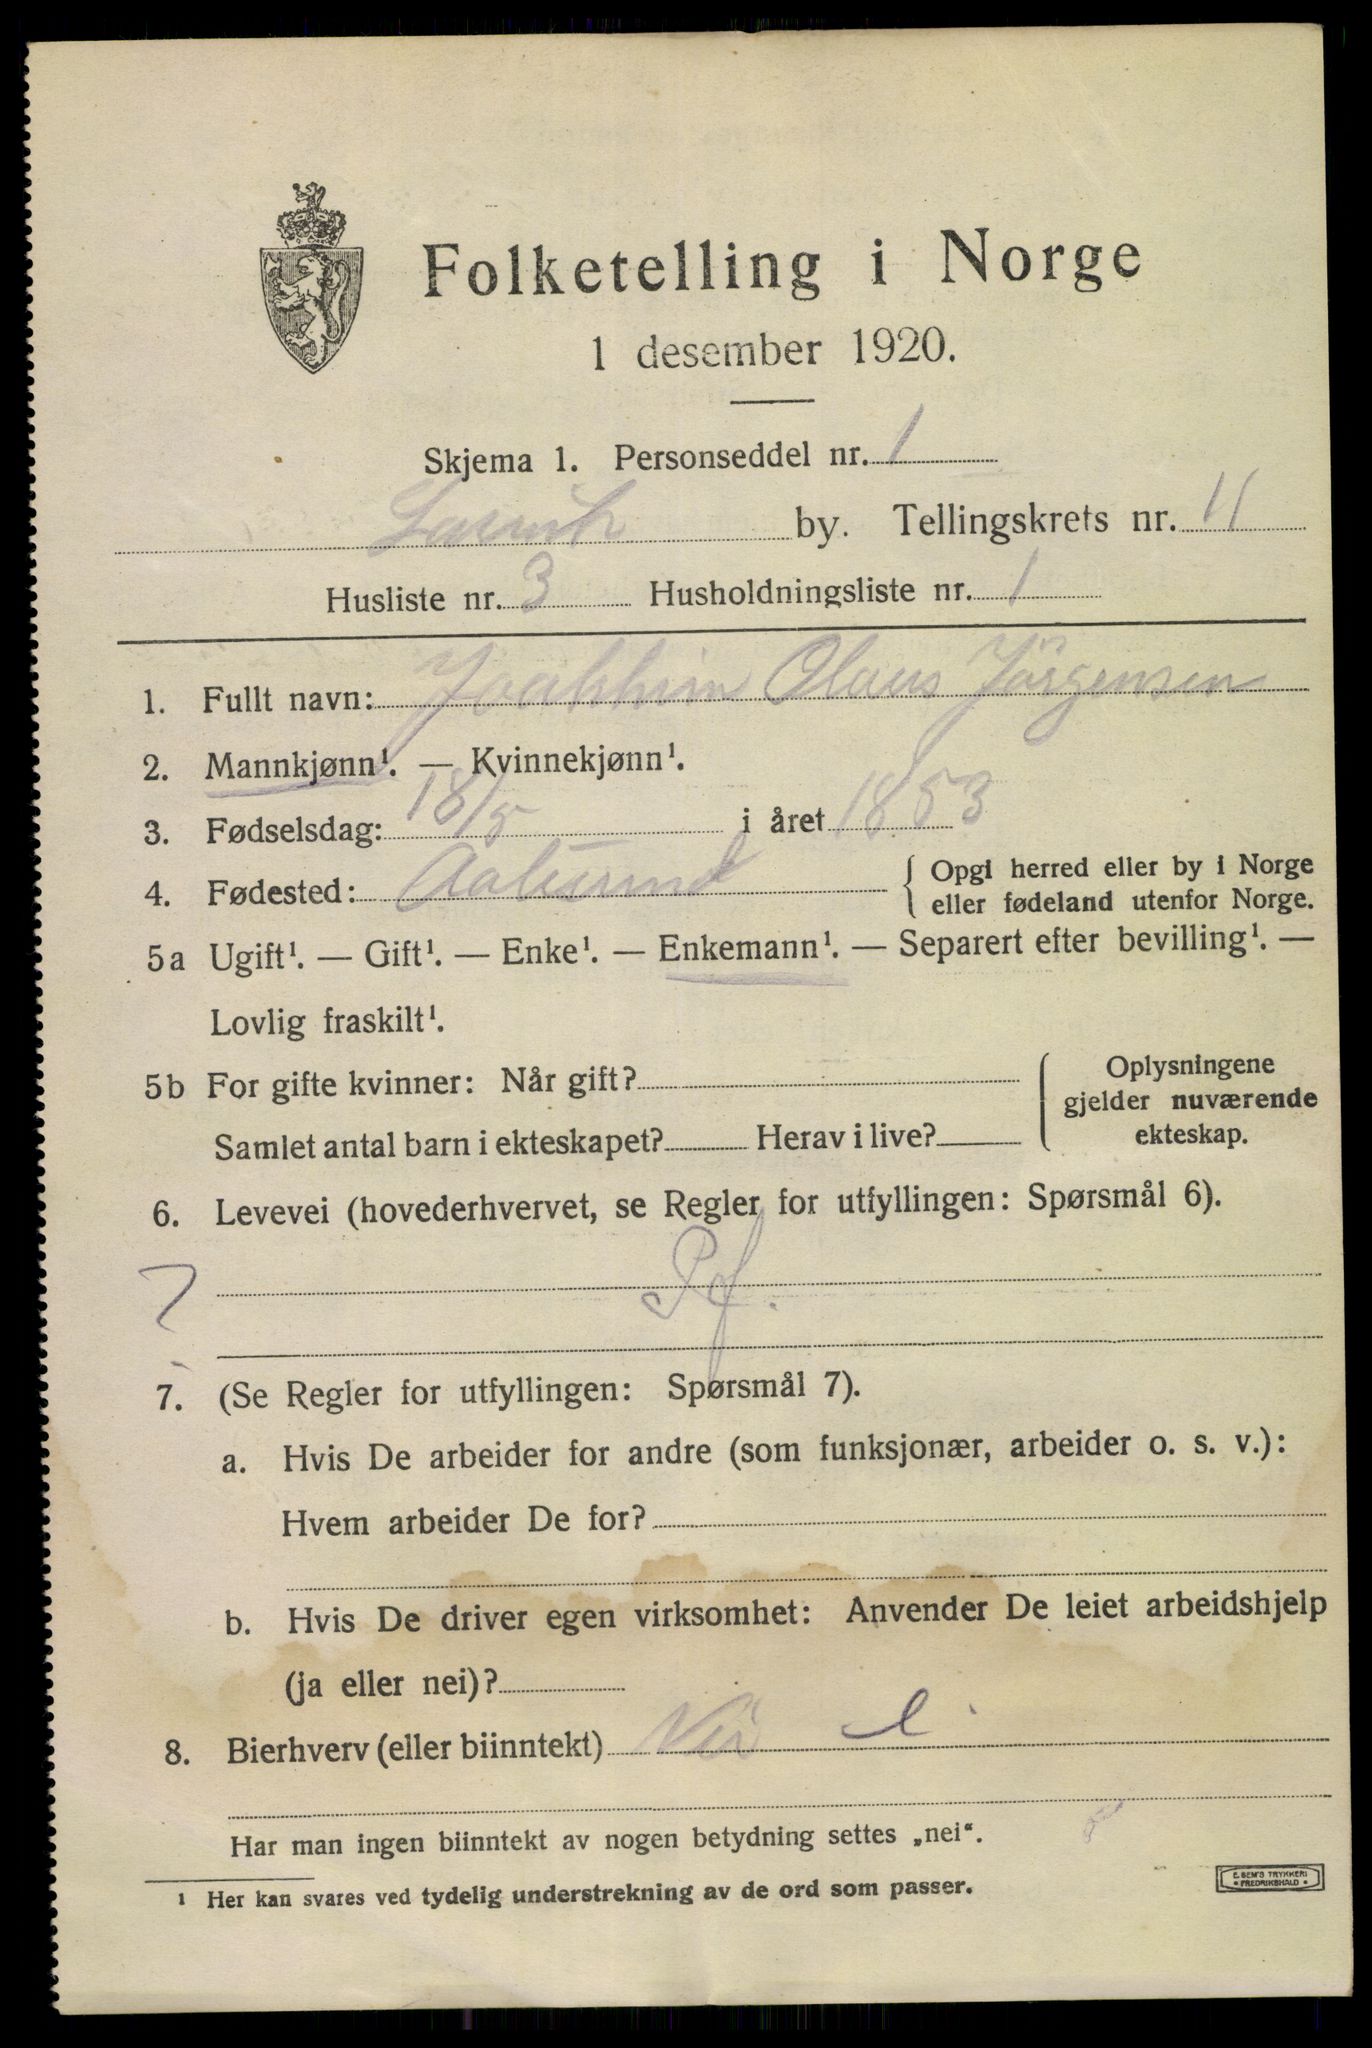 Folketelling i Norge
1 desember 1920.
Skjema 1. Personseddel nr. 1
Larvik by. Tellingskrets nr. 11
Husliste nr. 3 Husholdningsliste nr. 1
1. Fullt navn: Joakkim Olaus Jörgensen
2. Mannkjønn¹. — Kvinnekjønn¹.
3. Fødselsdag: 18/5 i året 1853
4. Fødested: Aalesund { Opgi herred eller by i Norge
eller fødeland utenfor Norge.
5a Ugift¹. — Gift¹. — Enke¹. — Enkemann¹. — Separert efter bevilling¹. —
Lovlig fraskilt¹.
5b For gifte kvinner: Når gift? { Oplysningene
gjelder nuværende
Samlet antal barn i ekteskapet? Herav i live? ekteskap.
6. Levevei (hovederhvervet, se Regler for utfyllingen: Spørsmål 6).
? Pf.
7. (Se Regler for utfyllingen: Spørsmål 7).
a. Hvis De arbeider for andre (som funksjonær, arbeider o. s. v.):
Hvem arbeider De for?
b. Hvis De driver egen virksomhet: Anvender De leiet arbeidshjelp
(ja eller nei)?
8. Bierhverv (eller biinntekt) Nei
Har man ingen biinntekt av nogen betydning settes „nei“.
¹ Her kan svares ved tydelig understrekning av de ord som passer.
E. SEM'S TRYKKERI
• FREDRIKSHALD •